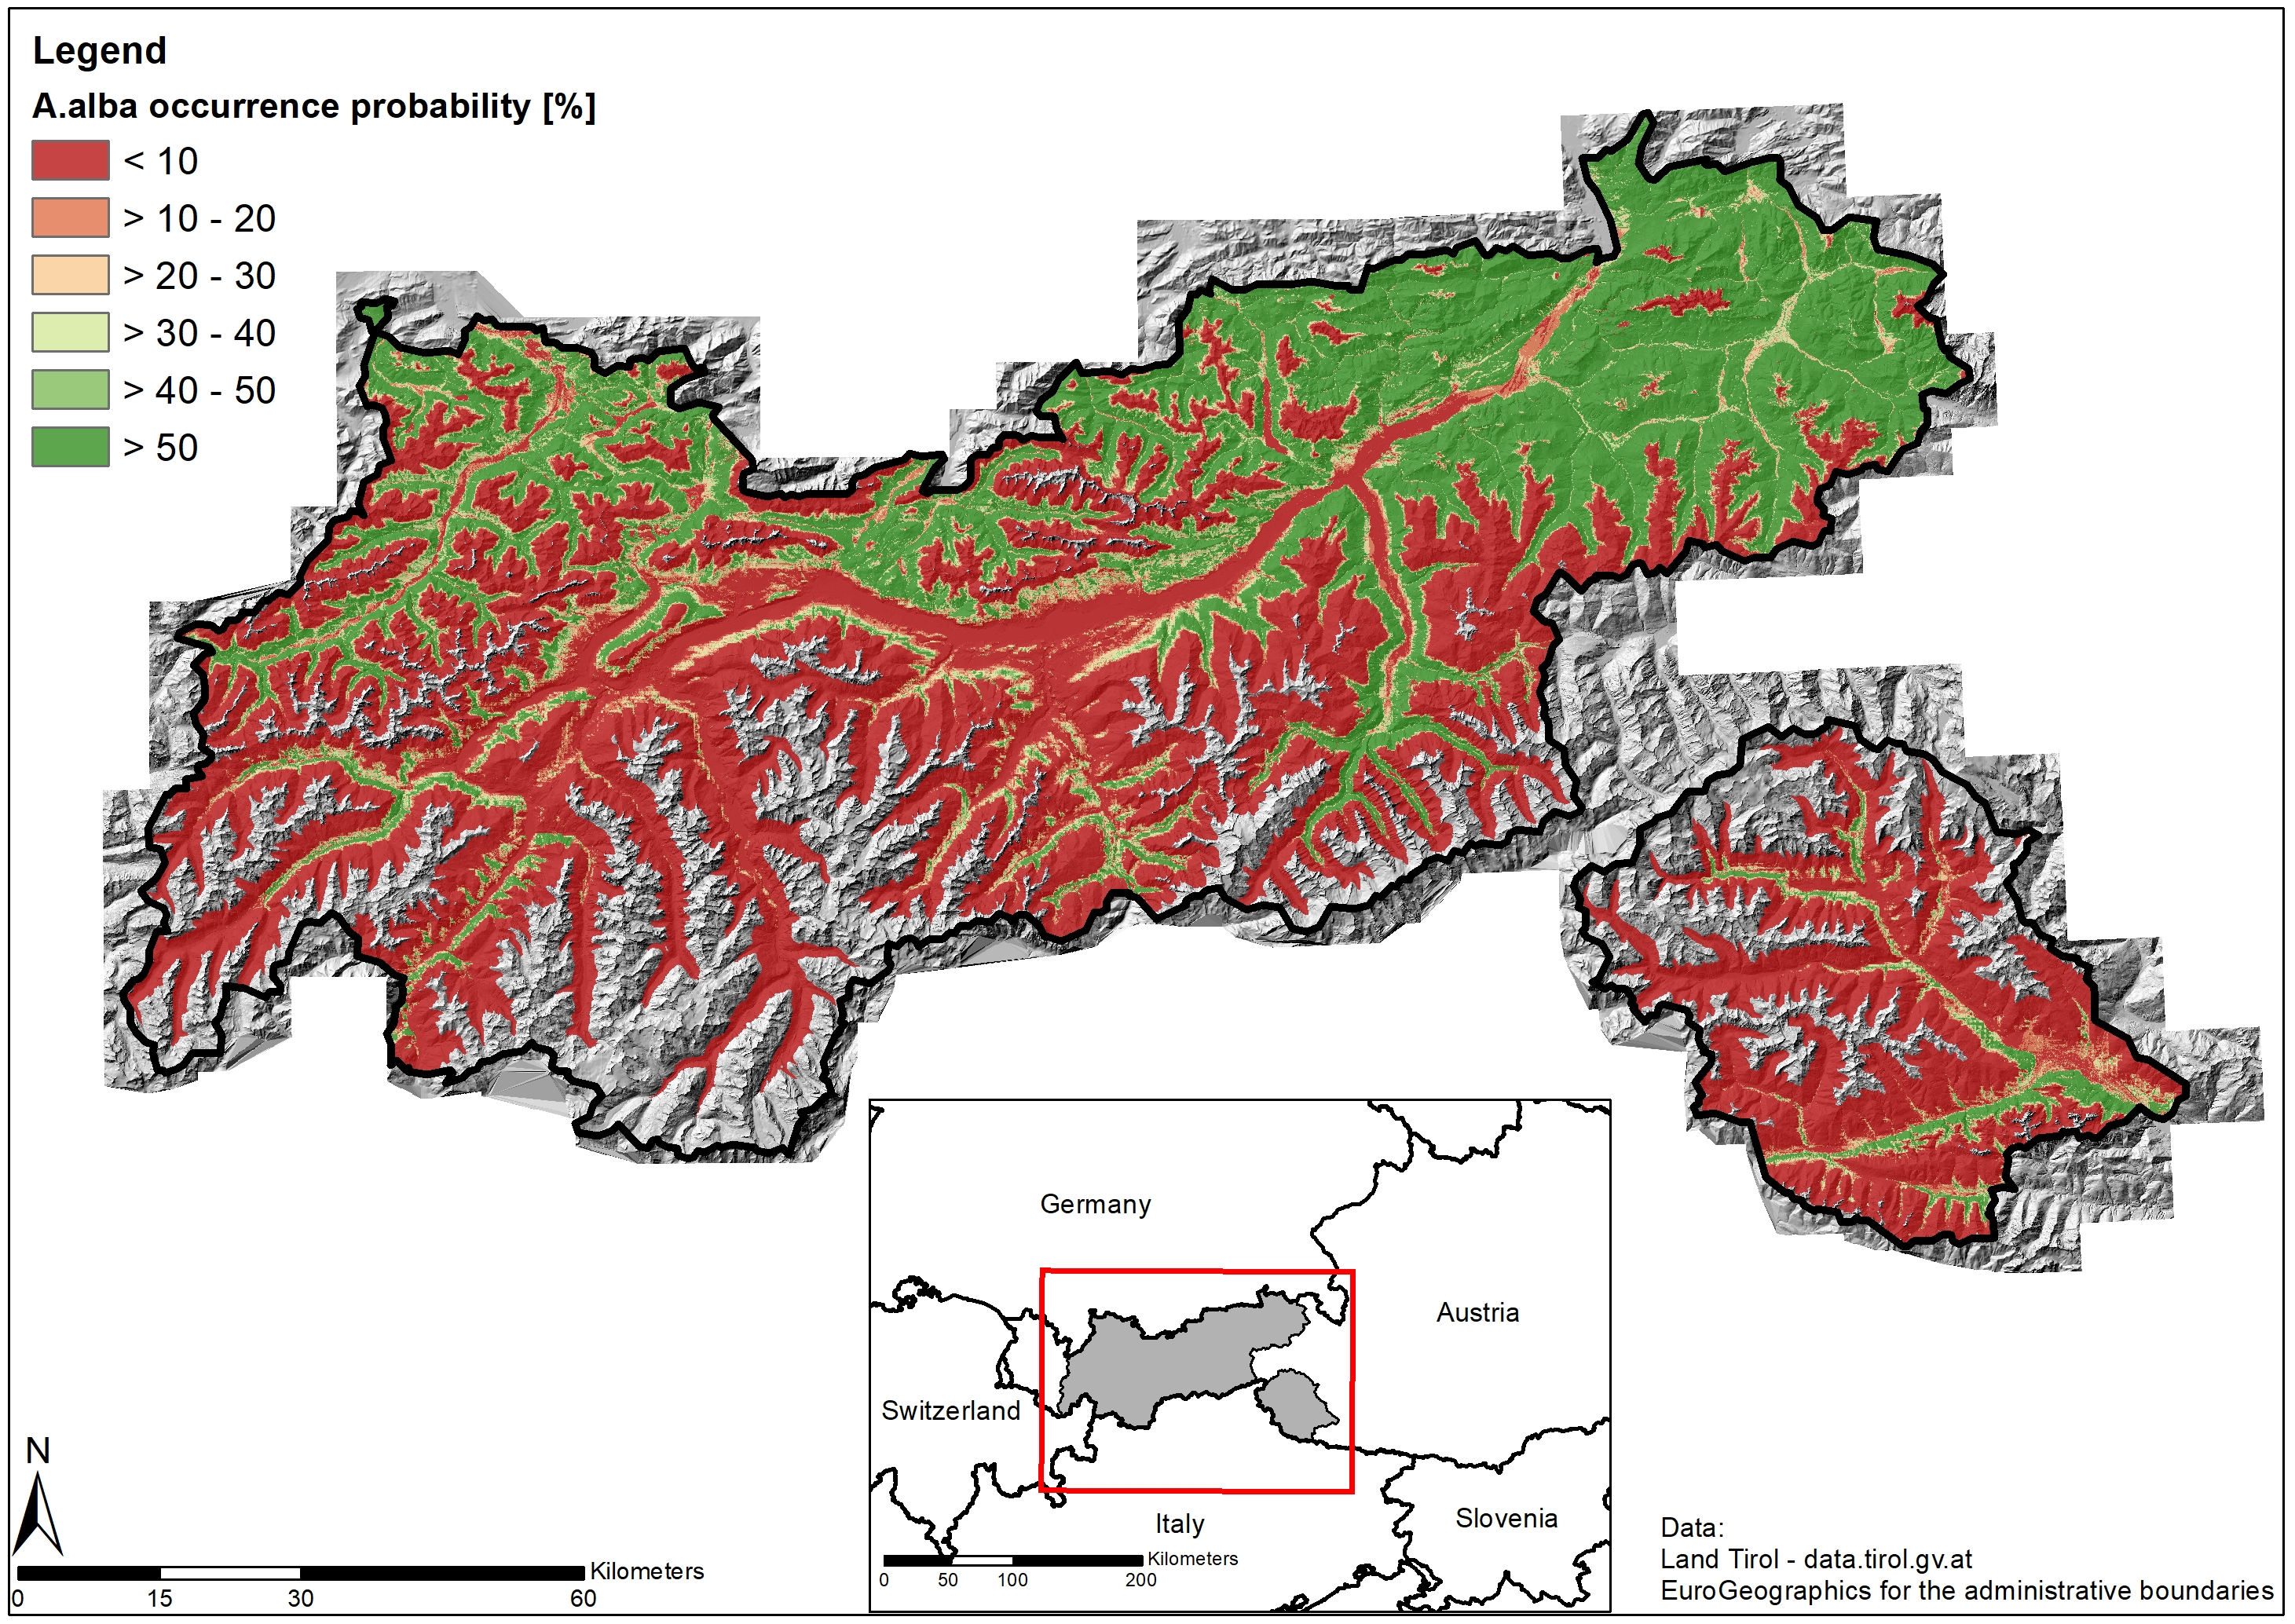 Legend
A.alba occurrence probability [%]
< 10
> 10 - 20
> 20 - 30
> 30 - 40
> 40 - 50
> 50
Germany
Austria
Switzerland
Italy
Slovenia
Kilometers
0 50 100 200
N
Kilometers
0 15 30 60
Data:
Land Tirol - data.tirol.gv.at
EuroGeographics for the administrative boundaries